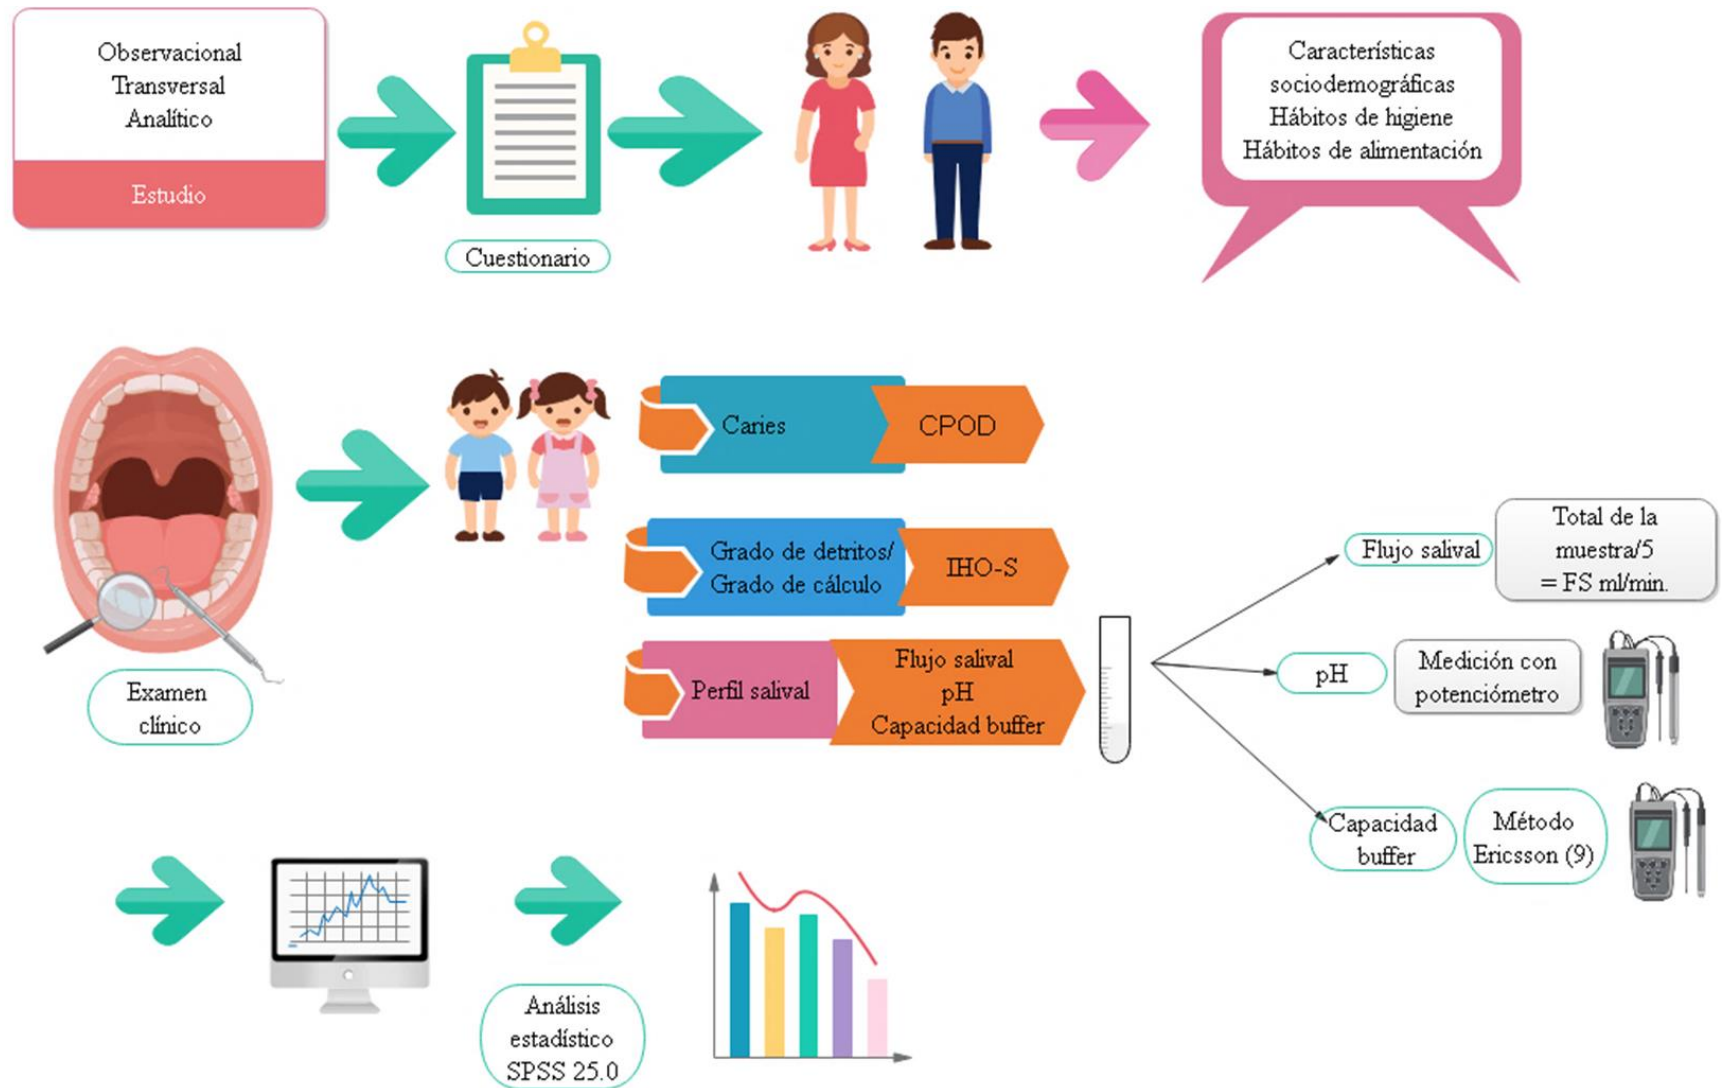 Observacional
Transversal
Analítico
Estudio
Cuestionario
Características
sociodemográficas
Hábitos de higiene
Hábitos de alimentación
Examen
clínico
Caries
CPOD
Grado de detritos/
Grado de cálculo
IHO-S
Perfil salival
Flujo salival
pH
Capacidad buffer
Flujo salival
Total de la
muestra/5
= FS ml/min.
pH
Medición con
potenciómetro
Capacidad
buffer
Método
Ericsson (9)
Análisis
estadístico
SPSS 25.0